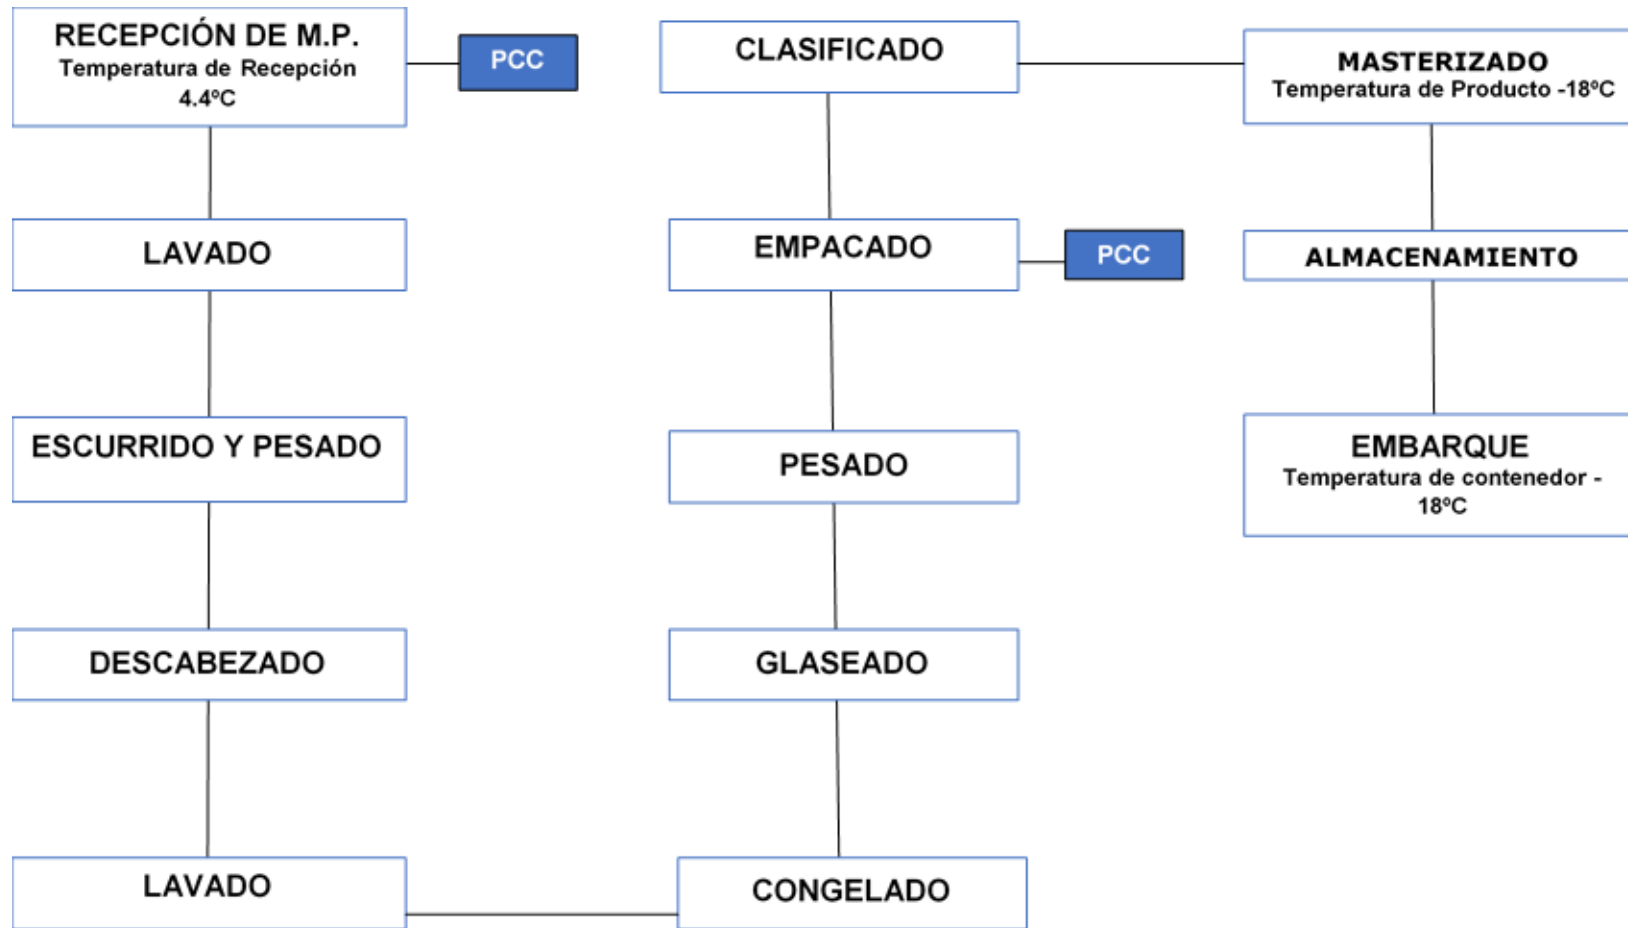 RECEPCIÓN DE M.P.
Temperatura de Recepción
4.4ºC
PCC
LAVADO
ESCURRIDO Y PESADO
DESCABEZADO
LAVADO
CLASIFICADO
EMPACADO
PCC
PESADO
GLASEADO
CONGELADO
MASTERIZADO
Temperatura de Producto -18ºC
ALMACENAMIENTO
EMBARQUE
Temperatura de contenedor -
18ºC